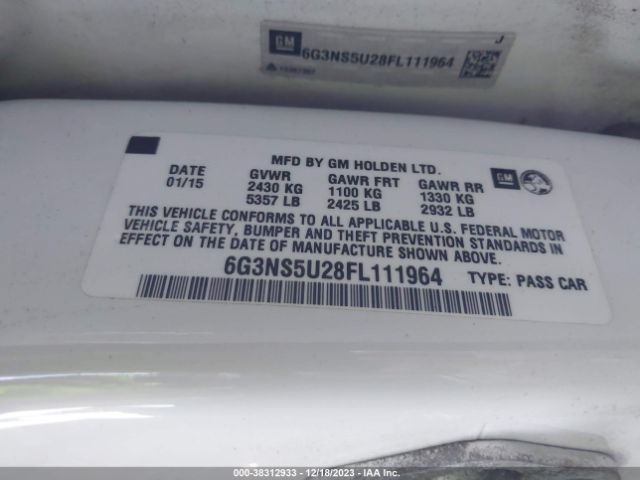 J
GM
6G3NS5U28FL111964
MFD BY GM HOLDEN LTD.
DATE GVWR GAWR FRT GAWR RR
01/15 2430 KG 1100 KG 1330 KG
5357 LB 2425 LB 2932 LB
GM
THIS VEHICLE CONFORMS TO ALL APPLICABLE U.S. FEDERAL MOTOR
VEHICLE SAFETY, BUMPER AND THEFT PREVENTION STANDARDS IN
EFFECT ON THE DATE OF MANUFACTURE SHOWN ABOVE.
6G3NS5U28FL111964 TYPE: PASS CAR
000-38312933 - 12/18/2023 - IAAI.COM